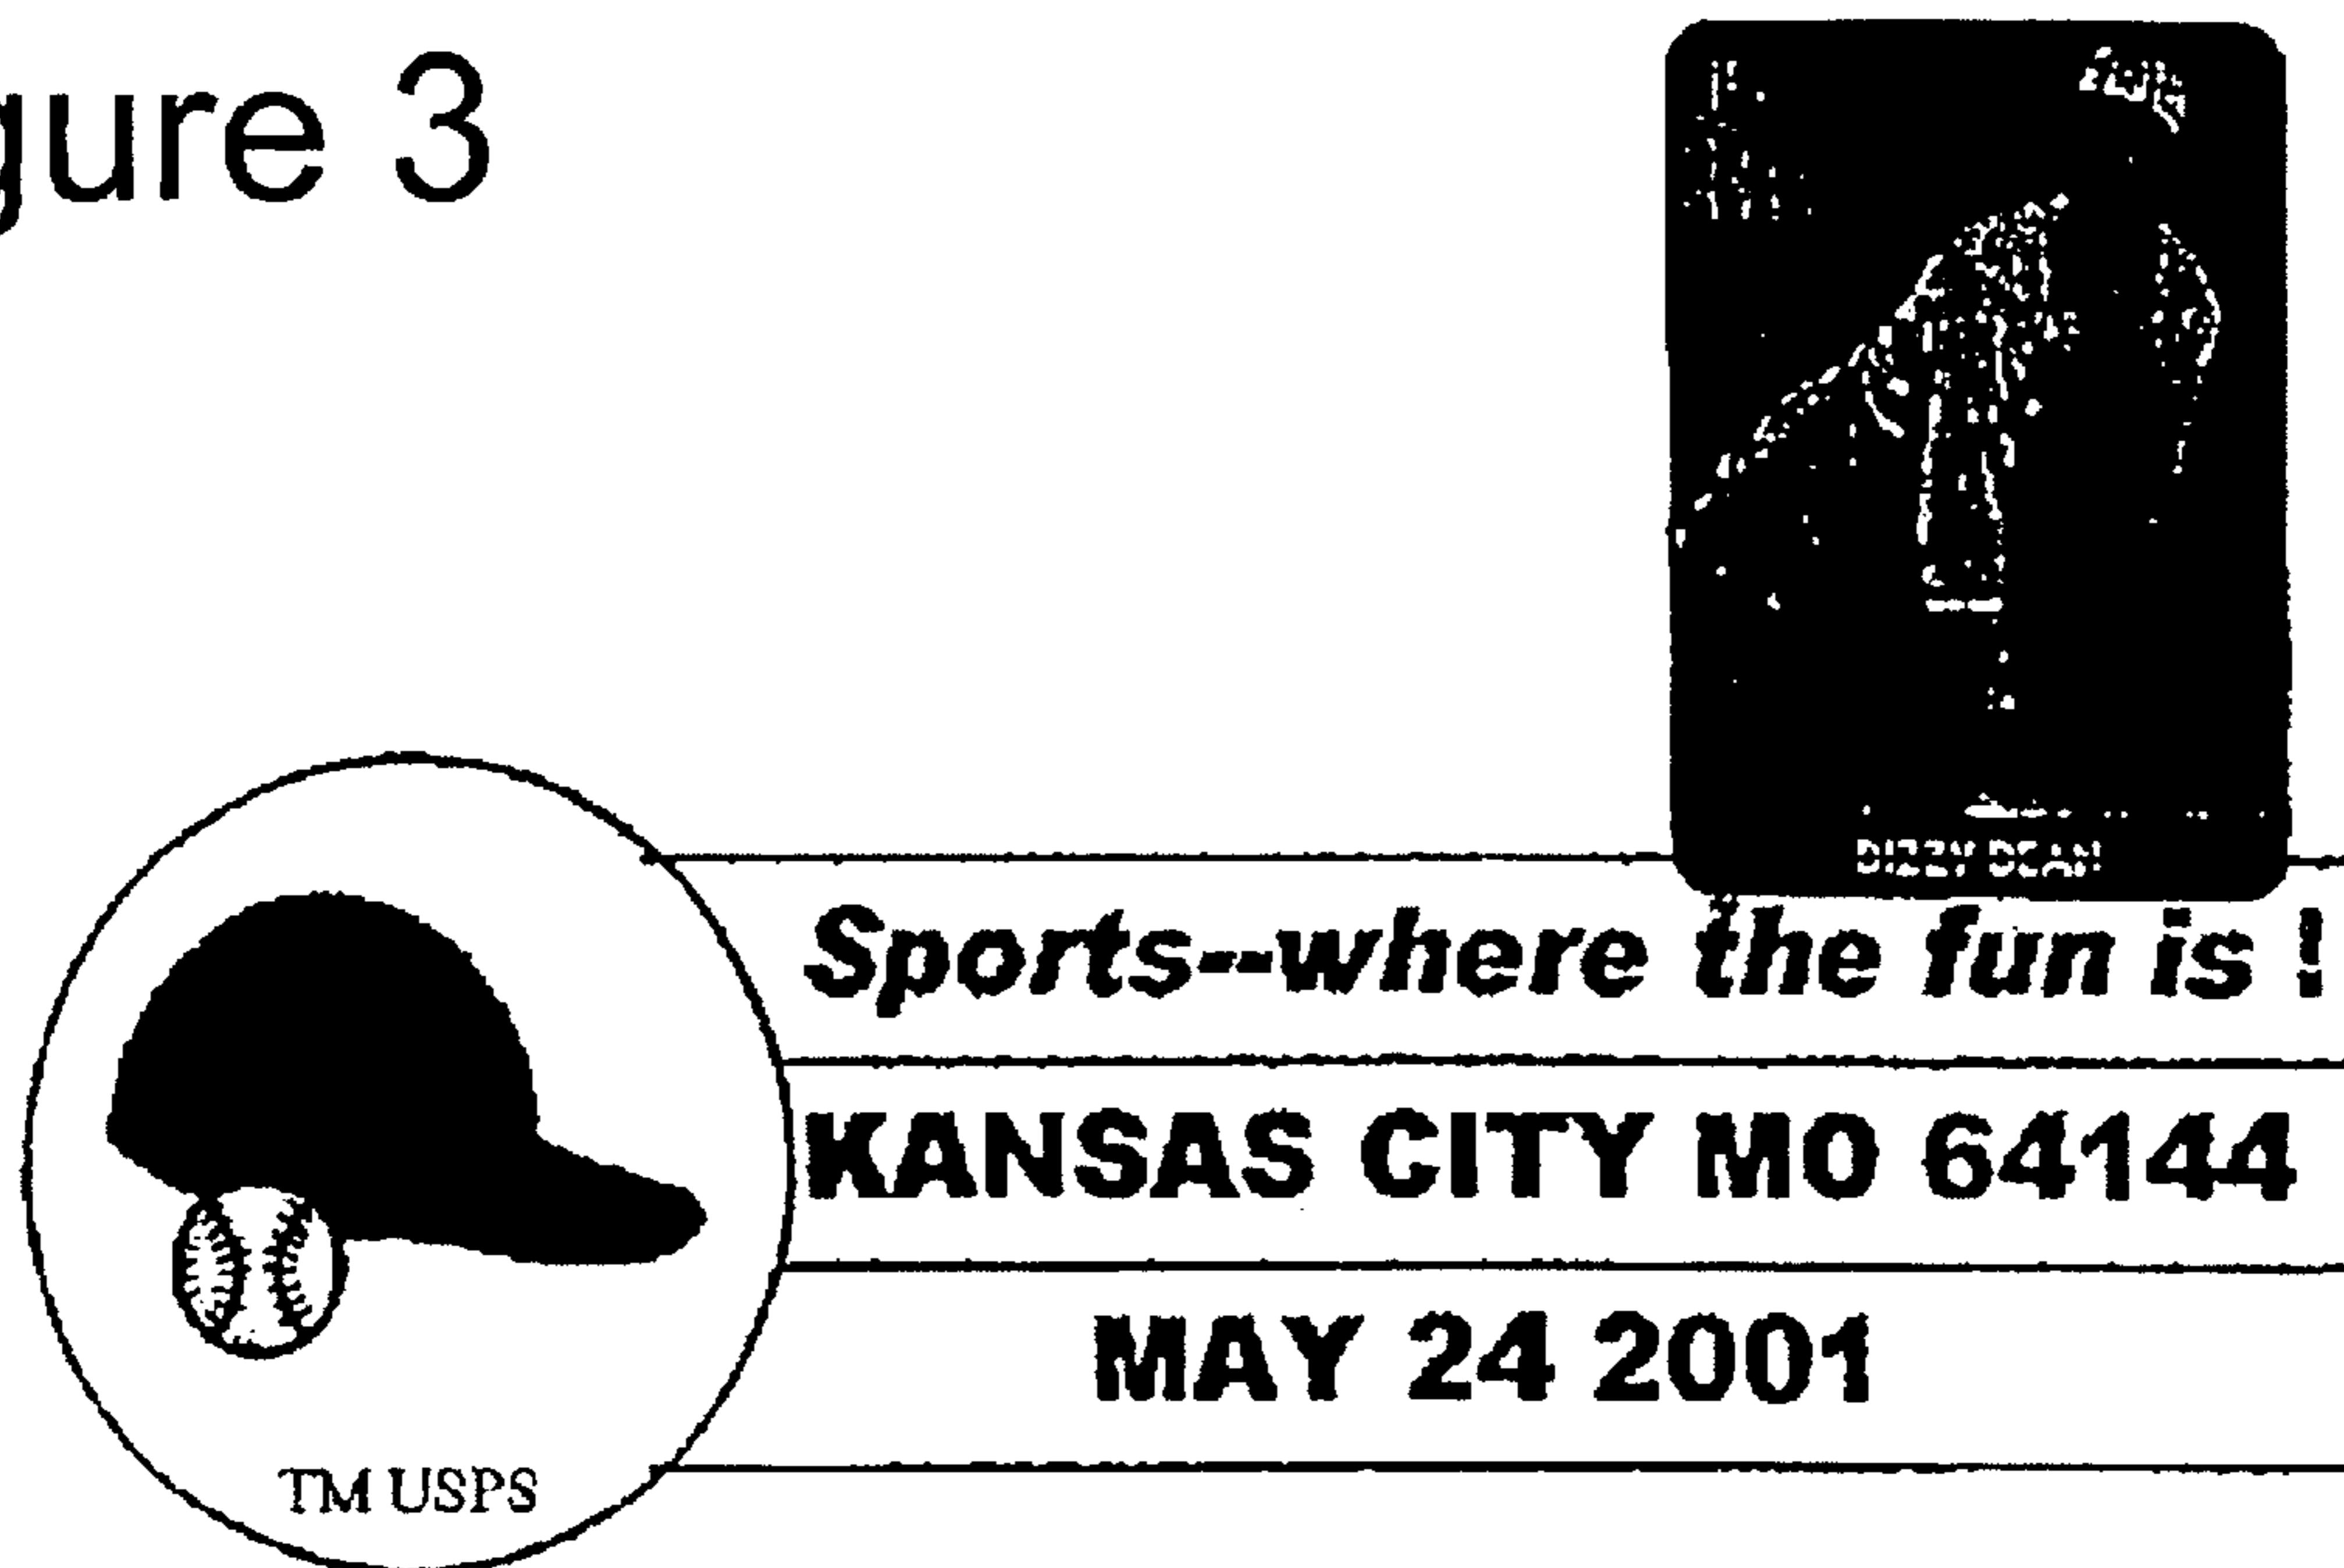 gure 3
DIZZY DEAN
Sports--where the fun is !
KANSAS CITY MO 64144
MAY 24 2001
TM USPS